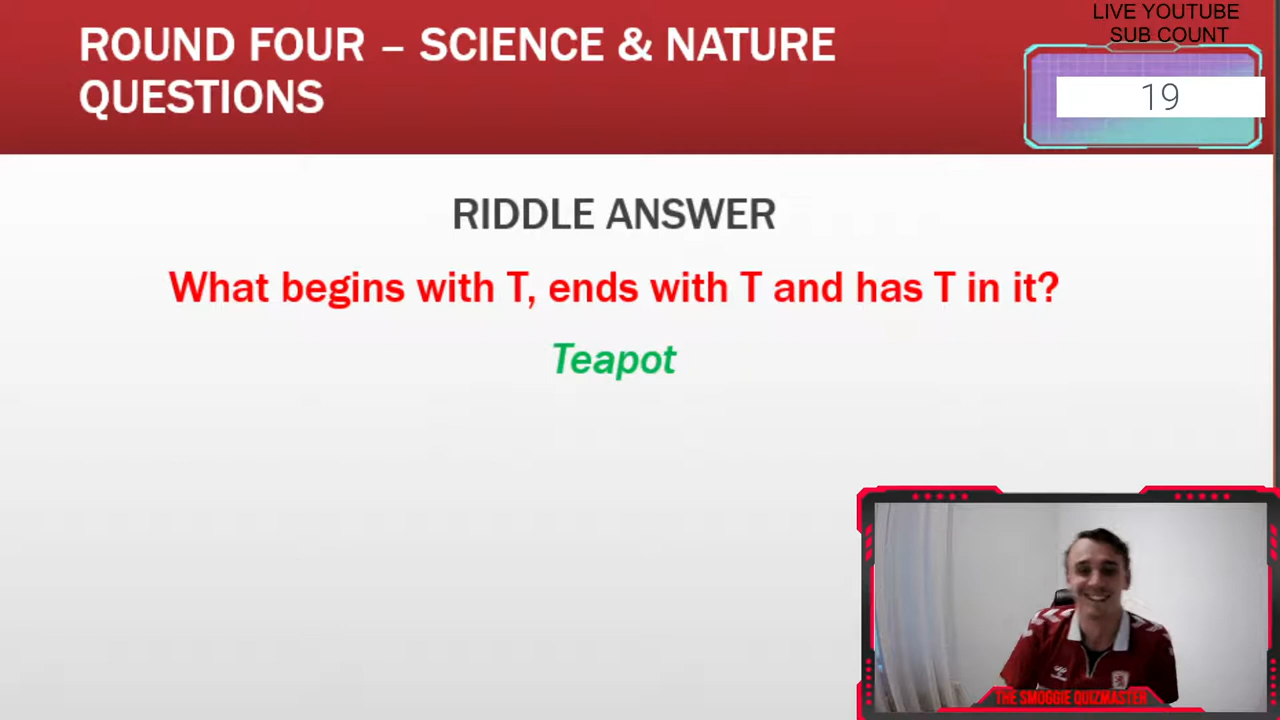 ROUND FOUR – SCIENCE & NATURE
QUESTIONS
LIVE YOUTUBE
SUB COUNT
19
RIDDLE ANSWER
What begins with T, ends with T and has T in it?
Teapot
THE SMOGGIE QUIZMASTER